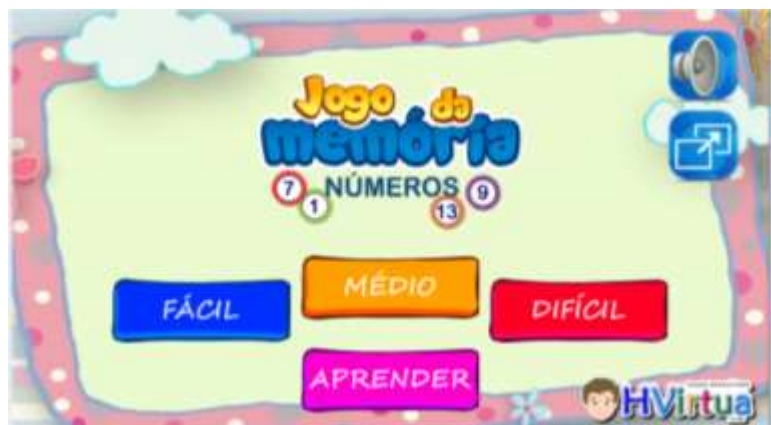 Jogo da
memória
NÚMEROS
7
1
13
9
MÉDIO
FÁCIL
DIFÍCIL
APRENDER
HVirtua